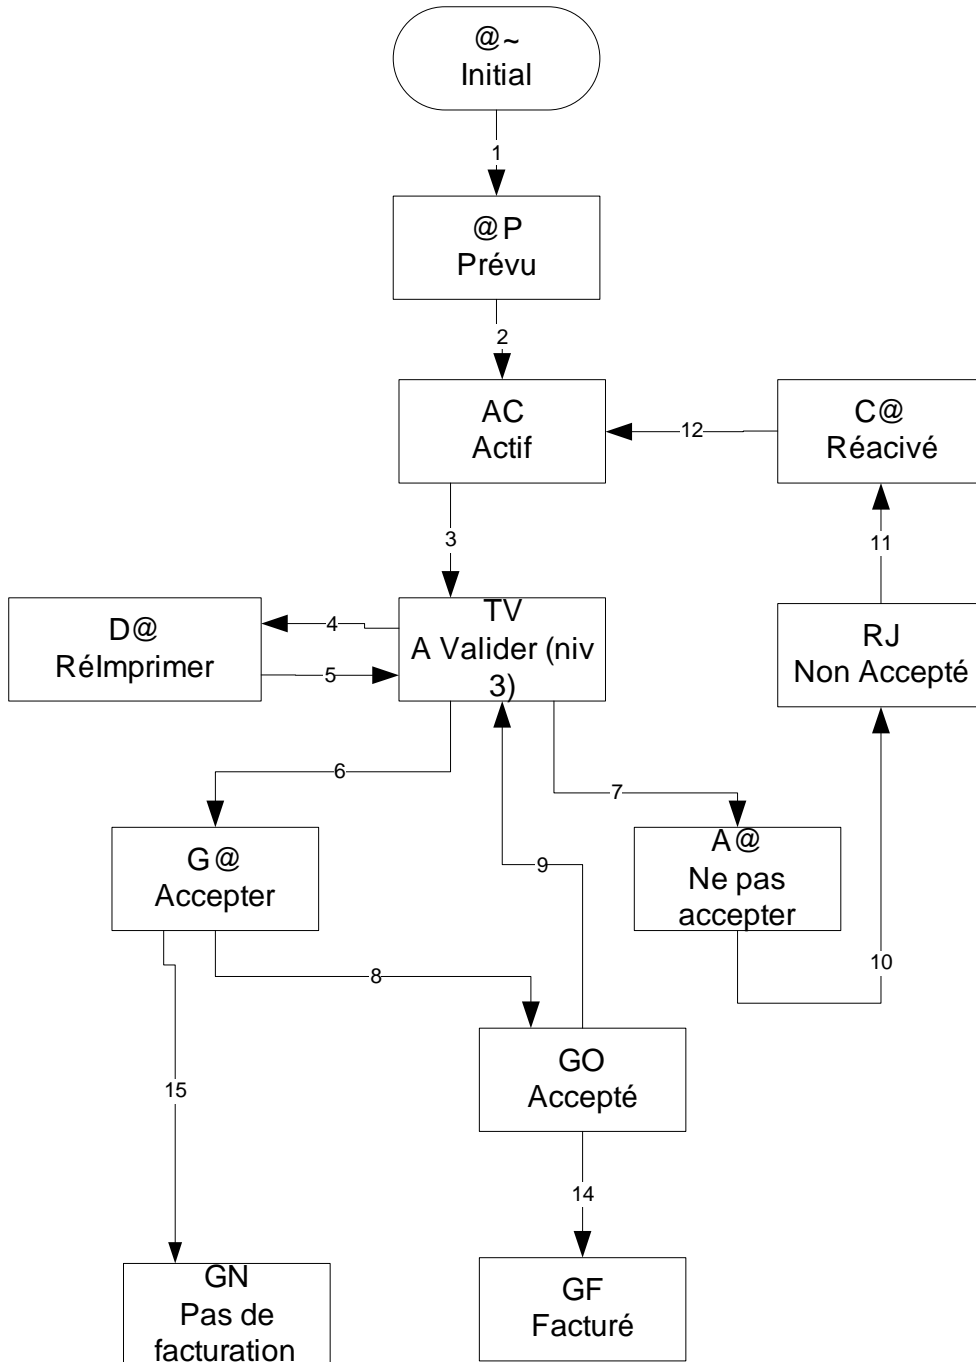 @~
Initial
1
@P
Prévu
2
AC
Actif
12
C@
Réacivé
3
11
D@
RéImprimer
4
5
TV
A Valider (niv
3)
RJ
Non Accepté
6
7
G@
Accepter
9
A@
Ne pas
accepter
8
10
GO
Accepté
15
14
GN
Pas de
facturation
GF
Facturé